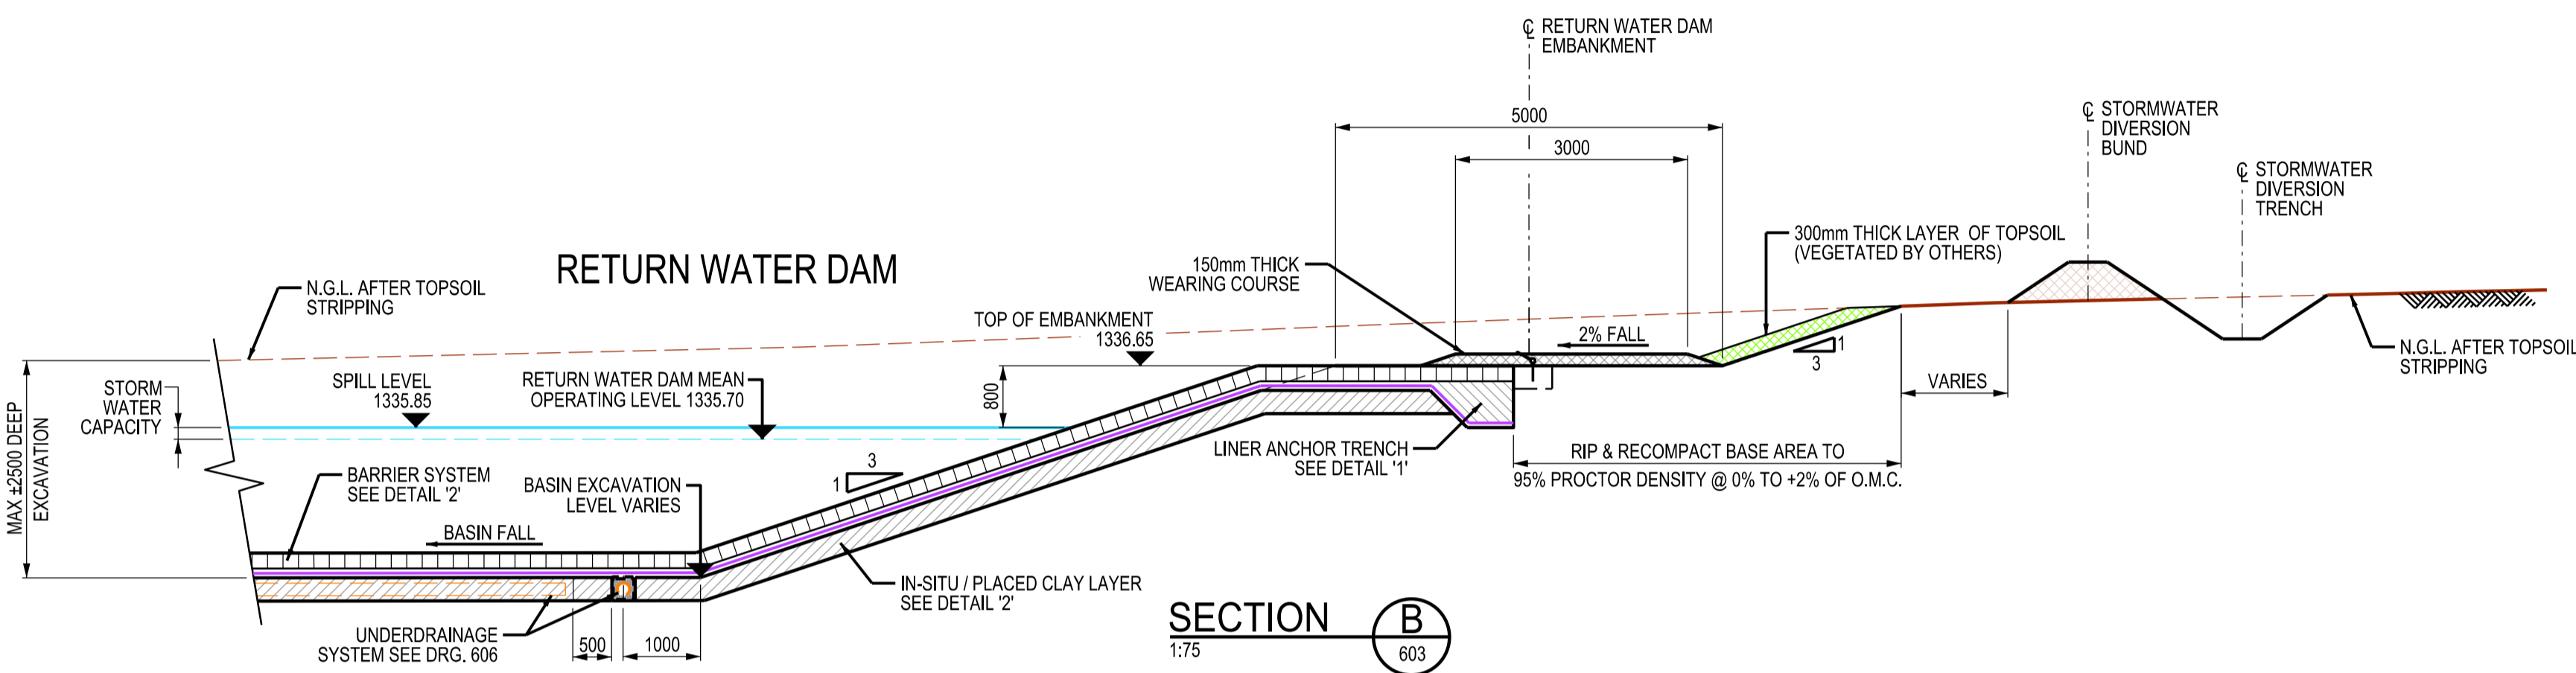 ℄ RETURN WATER DAM
EMBANKMENT
℄ STORMWATER
DIVERSION
BUND
℄ STORMWATER
DIVERSION
TRENCH
5000
3000
RETURN WATER DAM
N.G.L. AFTER TOPSOIL
STRIPPING
150mm THICK
WEARING COURSE
300mm THICK LAYER OF TOPSOIL
(VEGETATED BY OTHERS)
TOP OF EMBANKMENT
1336.65
2% FALL
1
3
N.G.L. AFTER TOPSOIL
STRIPPING
VARIES
MAX ±2500 DEEP
EXCAVATION
STORM
WATER
CAPACITY
SPILL LEVEL
1335.85
RETURN WATER DAM MEAN
OPERATING LEVEL 1335.70
800
LINER ANCHOR TRENCH
SEE DETAIL '1'
RIP & RECOMPACT BASE AREA TO
95% PROCTOR DENSITY @ 0% TO +2% OF O.M.C.
3
1
BARRIER SYSTEM
SEE DETAIL '2'
BASIN EXCAVATION
LEVEL VARIES
BASIN FALL
IN-SITU / PLACED CLAY LAYER
SEE DETAIL '2'
UNDERDRAINAGE
SYSTEM SEE DRG. 606
500
1000
SECTION
1:75
B
603